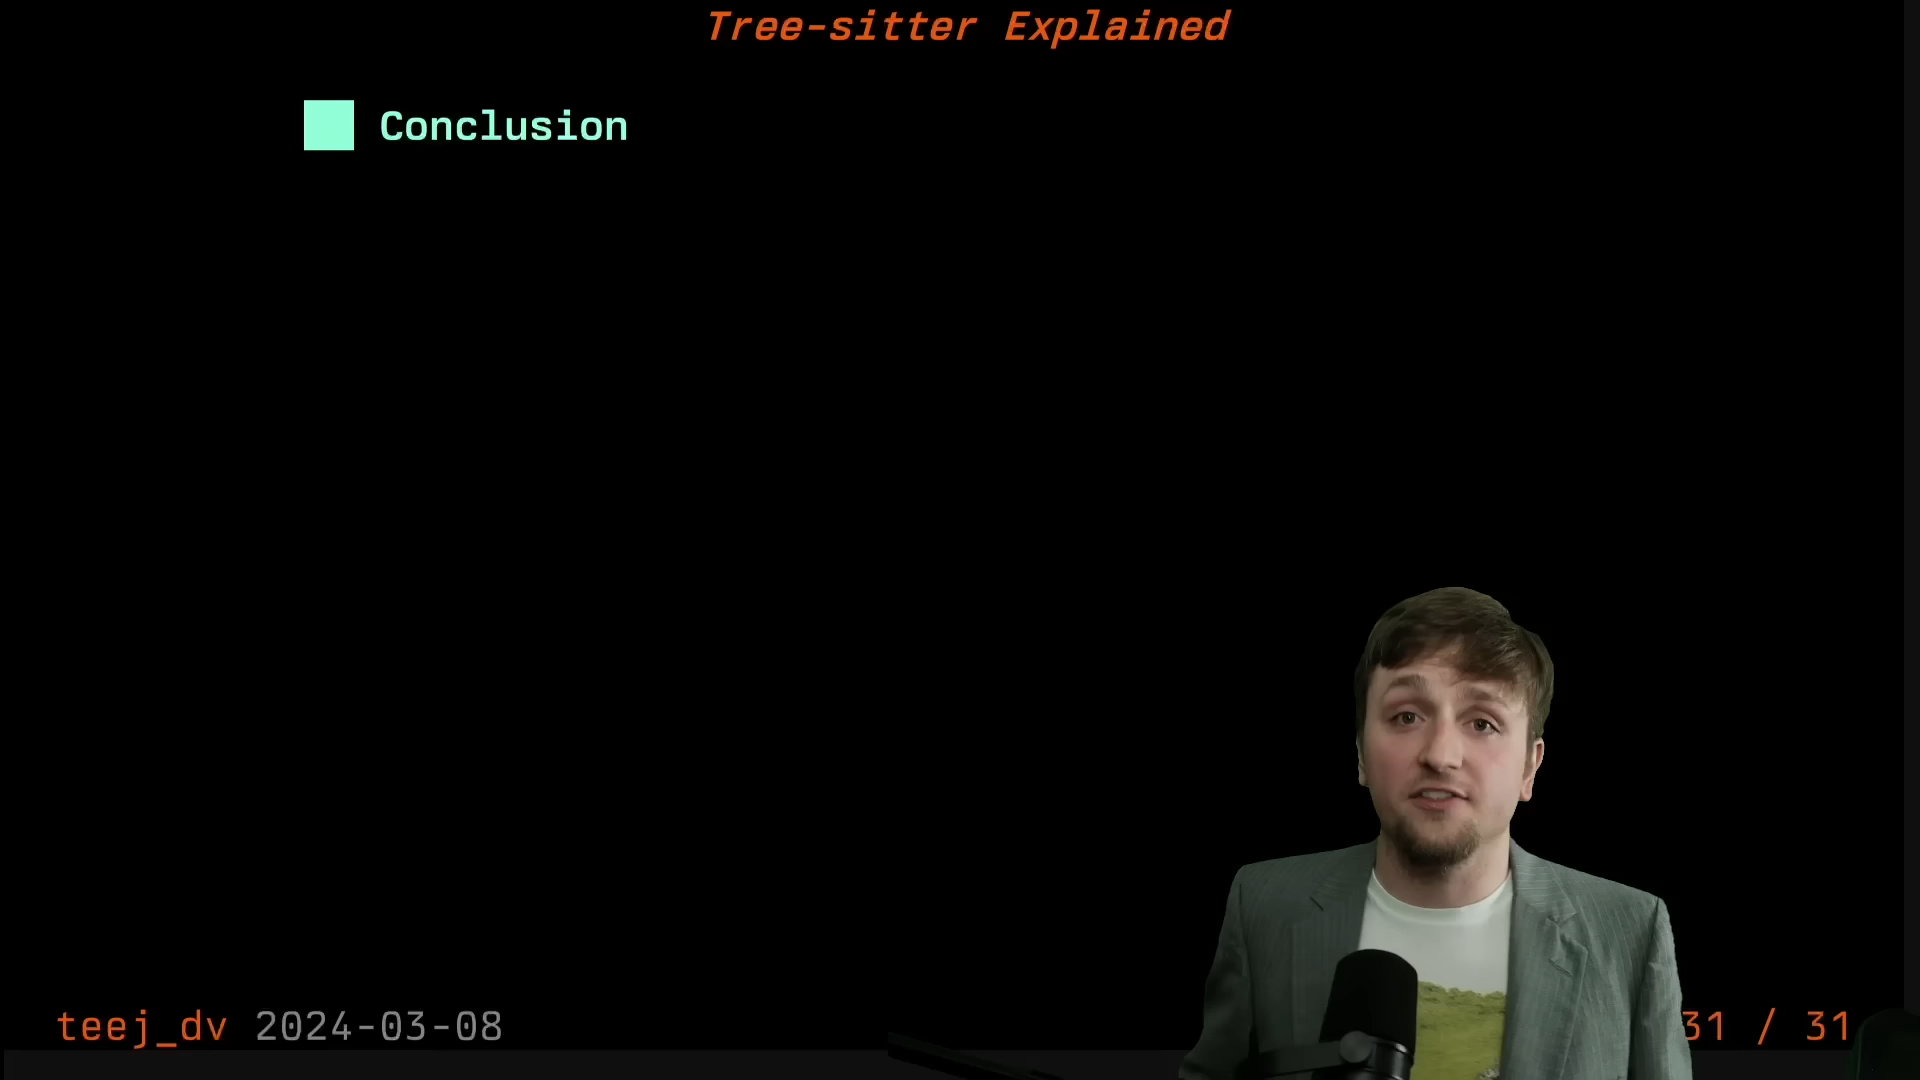 Tree-sitter Explained
Conclusion
teej_dv 2024-03-08
31 / 31